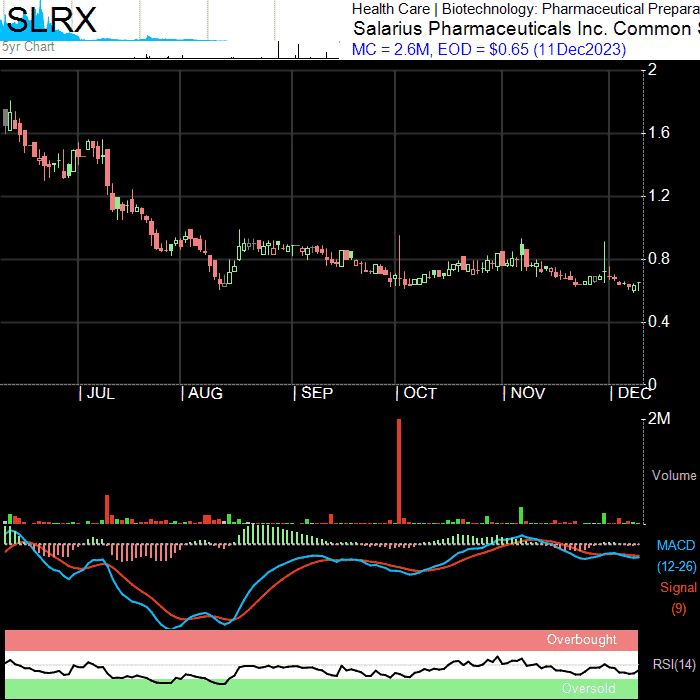 SLRX
5yr Chart
Health Care | Biotechnology: Pharmaceutical Prepara
Salarius Pharmaceuticals Inc. Common S
MC = 2.6M, EOD = $0.65 (11Dec2023)
2
1.6
1.2
0.8
0.4
0
| JUL | AUG | SEP | OCT | NOV | DEC
2M
Volume
MACD
(12-26)
Signal
(9)
Overbought
RSI(14)
Oversold